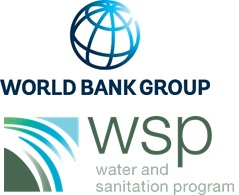 WORLD BANK GROUP
wsp
water and
sanitation program